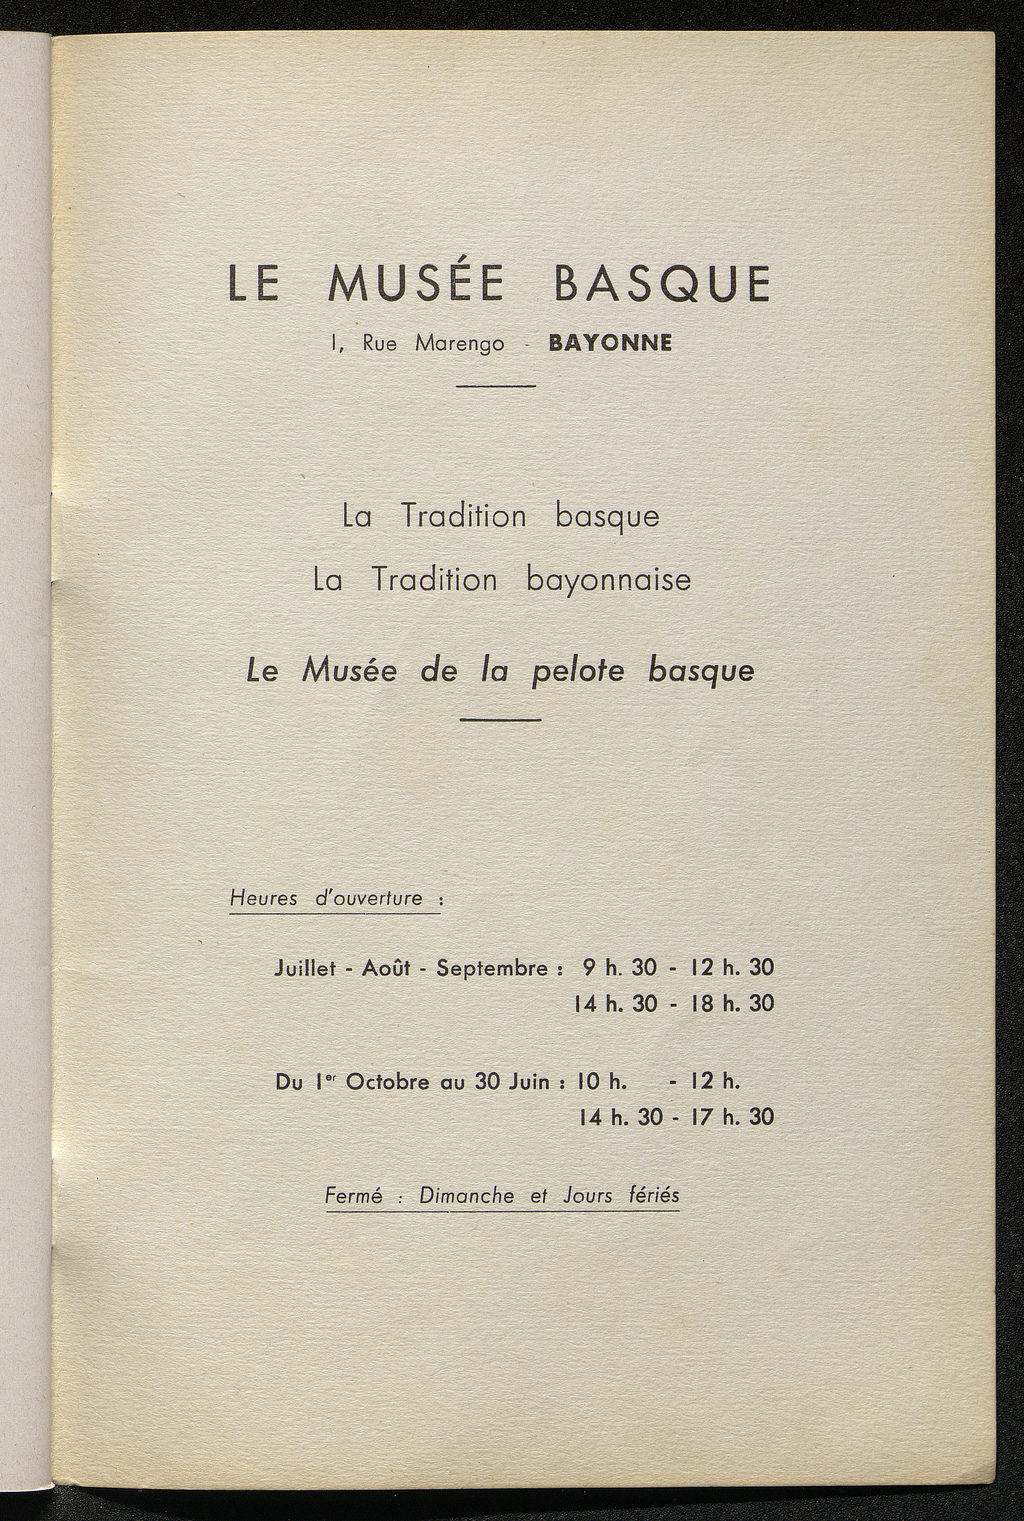 LE MUSÉE BASQUE
1, Rue Marengo - BAYONNE
La Tradition basque
La Tradition bayonnaise
Le Musée de la pelote basque
Heures d'ouverture :
Juillet - Août - Septembre : 9 h. 30 - 12 h. 30
14 h. 30 - 18 h. 30
Du 1er Octobre au 30 Juin : 10 h. - 12 h.
14 h. 30 - 17 h. 30
Fermé : Dimanche et Jours fériés